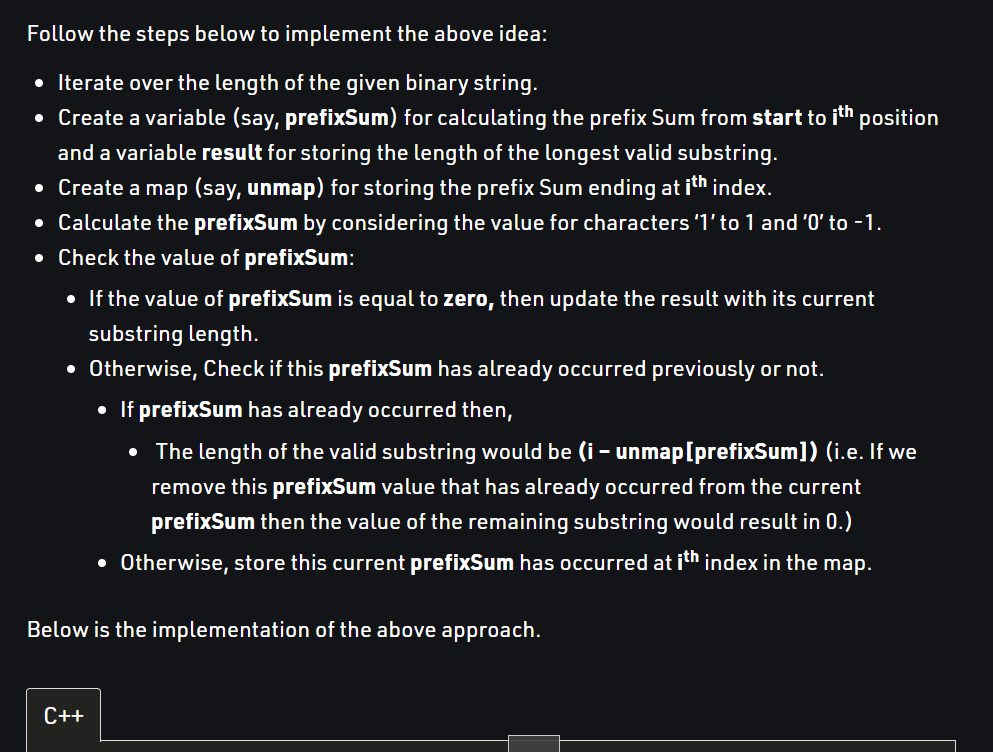 Follow the steps below to implement the above idea:
• Iterate over the length of the given binary string.
• Create a variable (say, prefixSum) for calculating the prefix Sum from start to ith position
and a variable result for storing the length of the longest valid substring.
• Create a map (say, unmap) for storing the prefix Sum ending at ith index.
• Calculate the prefixSum by considering the value for characters ‘1’ to 1 and ‘0’ to -1.
• Check the value of prefixSum:
• If the value of prefixSum is equal to zero, then update the result with its current
substring length.
• Otherwise, Check if this prefixSum has already occurred previously or not.
• If prefixSum has already occurred then,
• The length of the valid substring would be (i – unmap[prefixSum]) (i.e. If we
remove this prefixSum value that has already occurred from the current
prefixSum then the value of the remaining substring would result in 0.)
• Otherwise, store this current prefixSum has occurred at ith index in the map.
Below is the implementation of the above approach.
C++